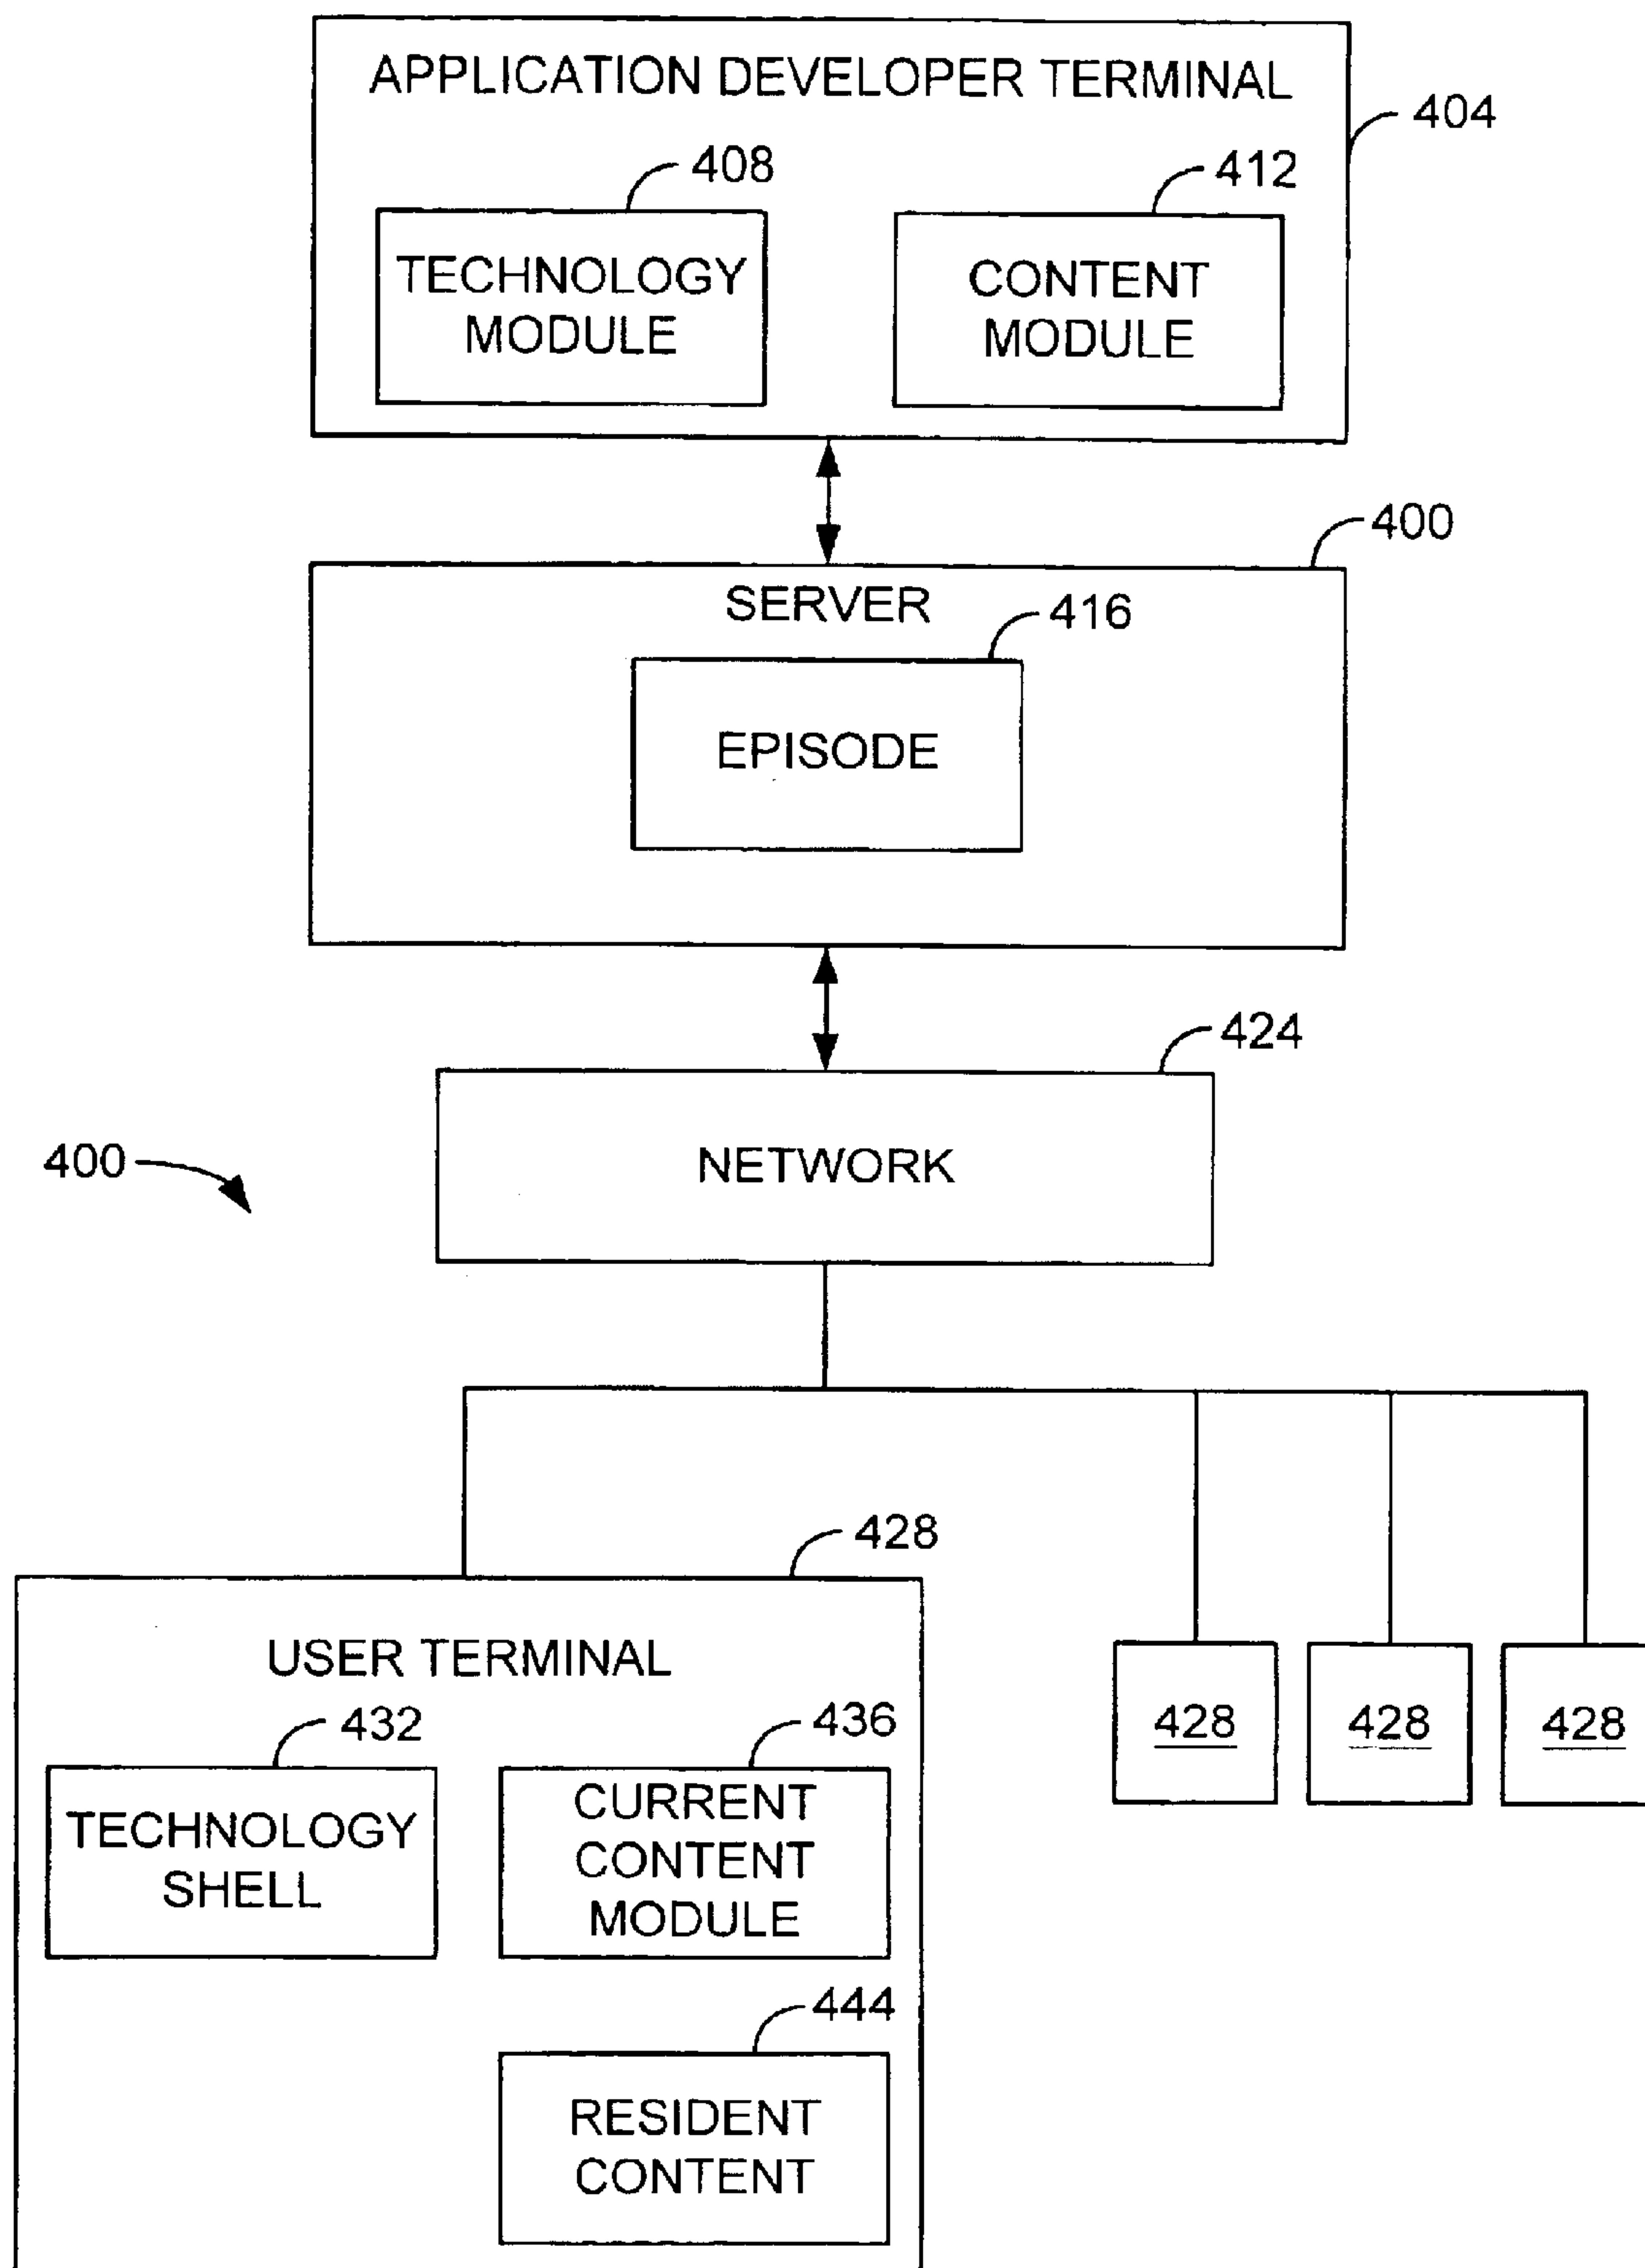 APPLICATION DEVELOPER TERMINAL
404
408
412
TECHNOLOGY
MODULE
CONTENT
MODULE
400
SERVER
416
EPISODE
424
NETWORK
400
428
USER TERMINAL
432
436
TECHNOLOGY
SHELL
CURRENT
CONTENT
MODULE
444
RESIDENT
CONTENT
428
428
428